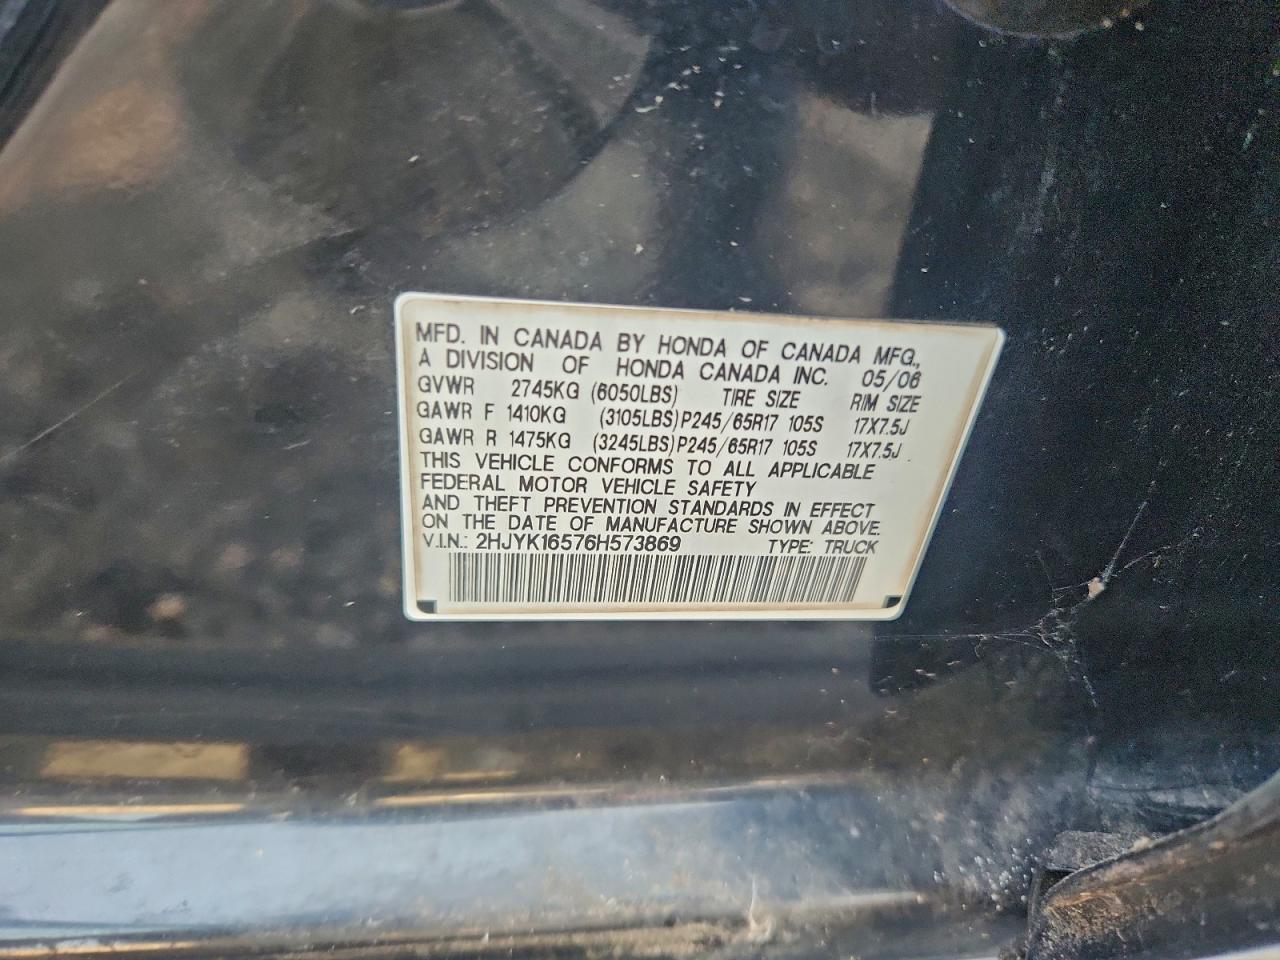 MFD. IN CANADA BY HONDA OF CANADA MFG.,
A DIVISION OF HONDA CANADA INC. 05/06
GVWR 2745KG (6050LBS) TIRE SIZE RIM SIZE
GAWR F 1410KG (3105LBS) P245/65R17 105S 17X7.5J
GAWR R 1475KG (3245LBS) P245/65R17 105S 17X7.5J
THIS VEHICLE CONFORMS TO ALL APPLICABLE
FEDERAL MOTOR VEHICLE SAFETY
AND THEFT PREVENTION STANDARDS IN EFFECT
ON THE DATE OF MANUFACTURE SHOWN ABOVE.
V.I.N.: 2HJYK16576H573869 TYPE: TRUCK